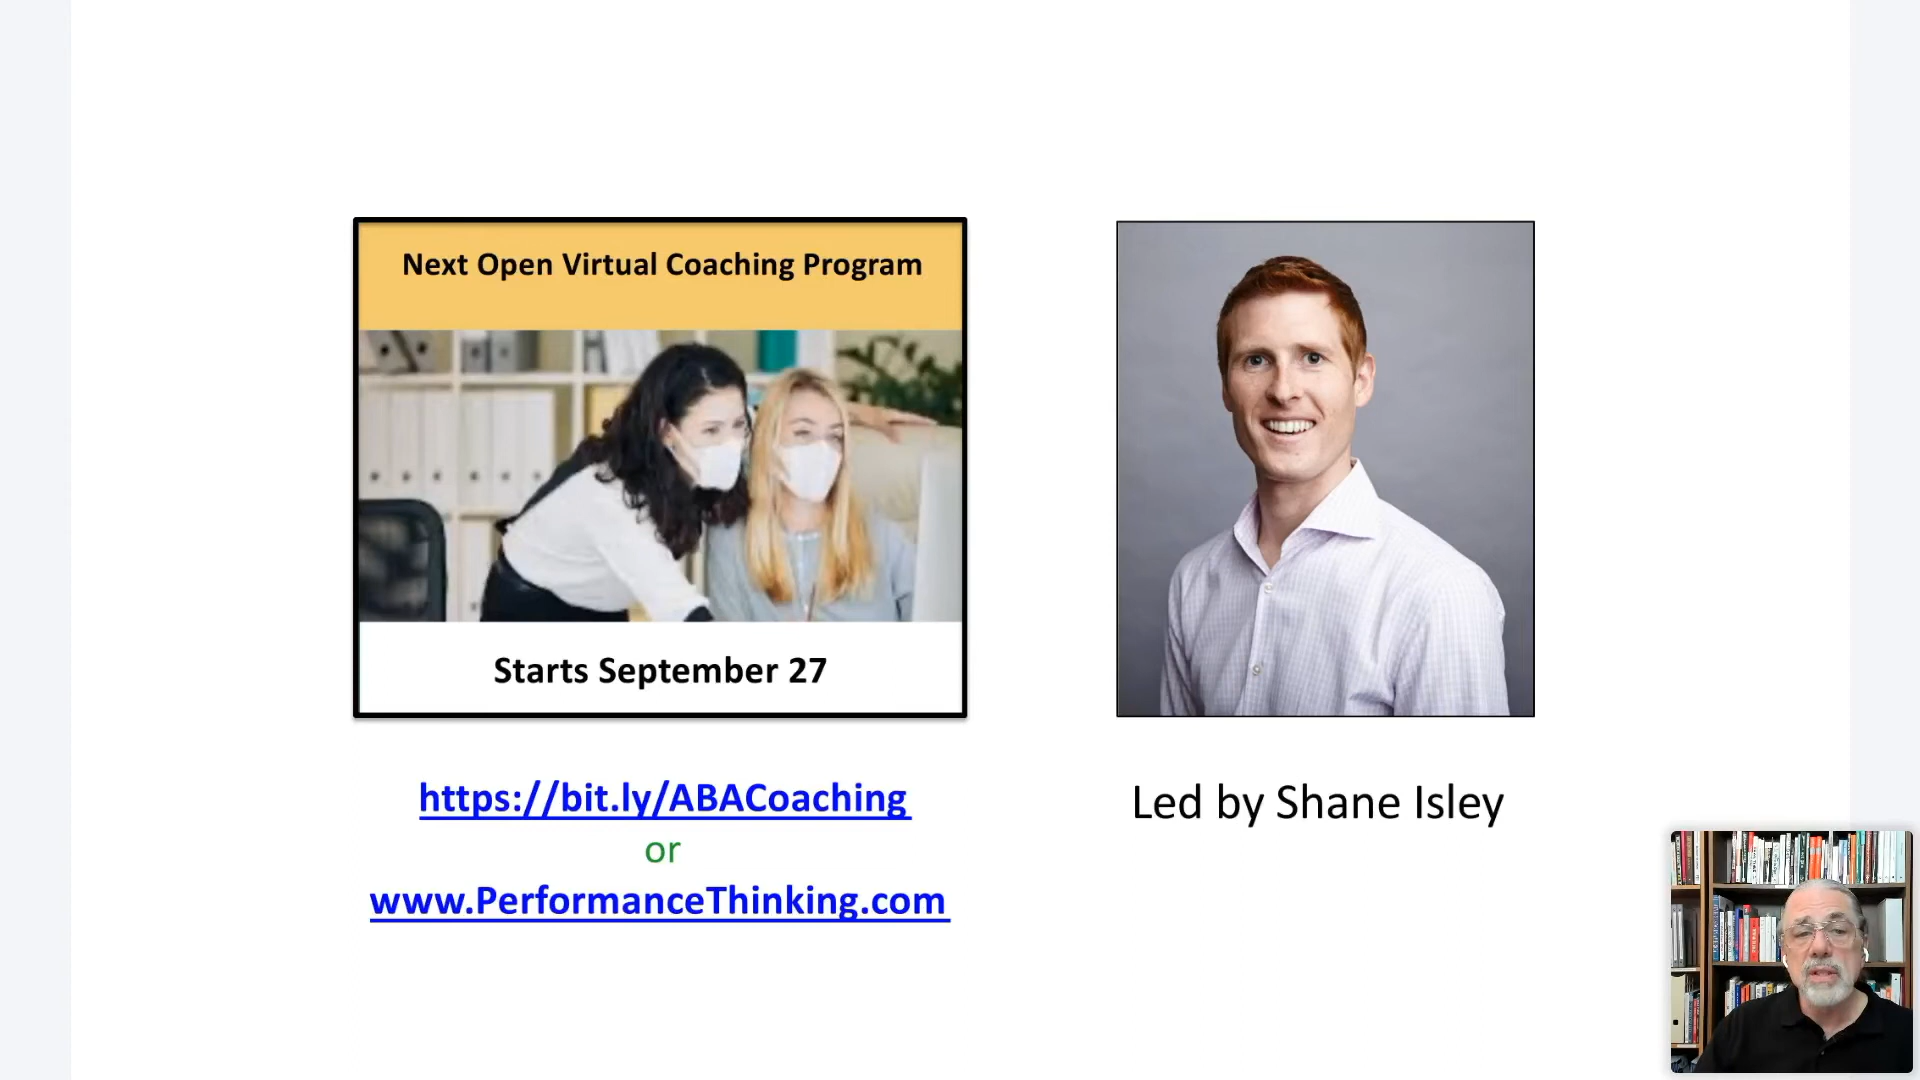 Next Open Virtual Coaching Program
Starts September 27
https://bit.ly/ABACoaching
or
www.PerformanceThinking.com
Led by Shane Isley